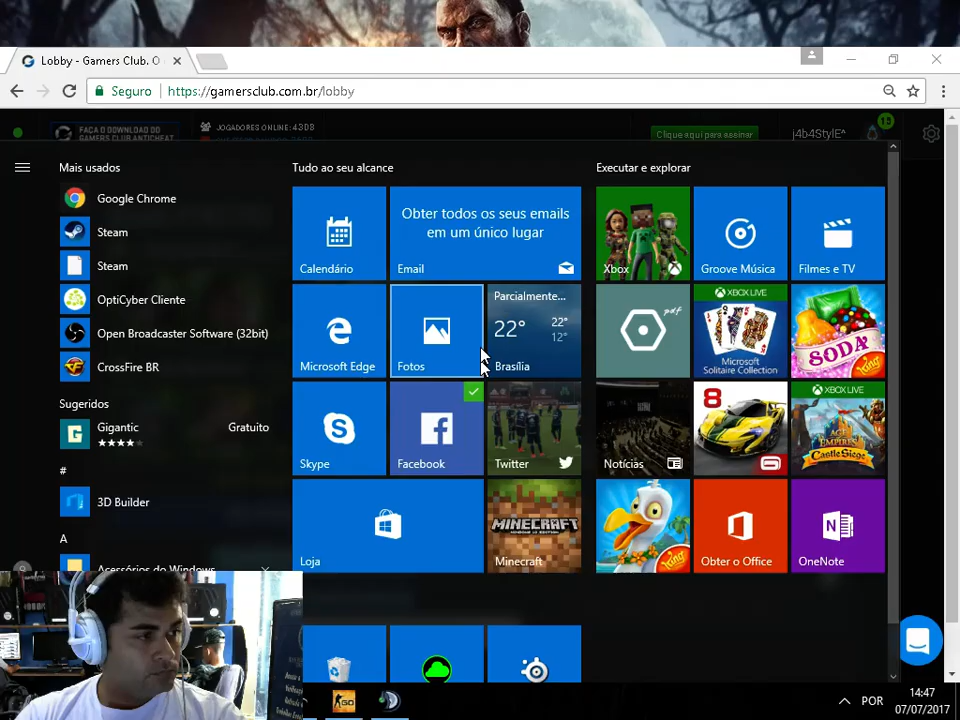 Lobby - Gamers Club. O
Seguro
https://gamersclub.com.br/lobby
FAÇA O DOWNLOAD DO
GAMERS CLUB ANTICHEAT
JOGADORES ONLINE: 4308
Clique aqui para assinar
j4b4StylE^
15
Mais usados
Google Chrome
Steam
Steam
OptiCyber Cliente
Open Broadcaster Software (32bit)
CrossFire BR
Sugeridos
Gigantic
Gratuito
#
3D Builder
A
Acessórios do Windows
Tudo ao seu alcance
Calendário
Obter todos os seus emails
em um único lugar
Email
Microsoft Edge
Fotos
Parcialmente...
22°
22°
12°
Brasília
Skype
Facebook
Twitter
Loja
MINECRAFT
Minecraft
Executar e explorar
Xbox
Groove Música
Filmes e TV
pdf
XBOX LIVE
Microsoft
Solitaire Collection
SODA
King
Notícias
8
XBOX LIVE
AGE
OF
EMPIRES
Castle Siege
King
Obter o Office
OneNote
GO
POR
14:47
07/07/2017